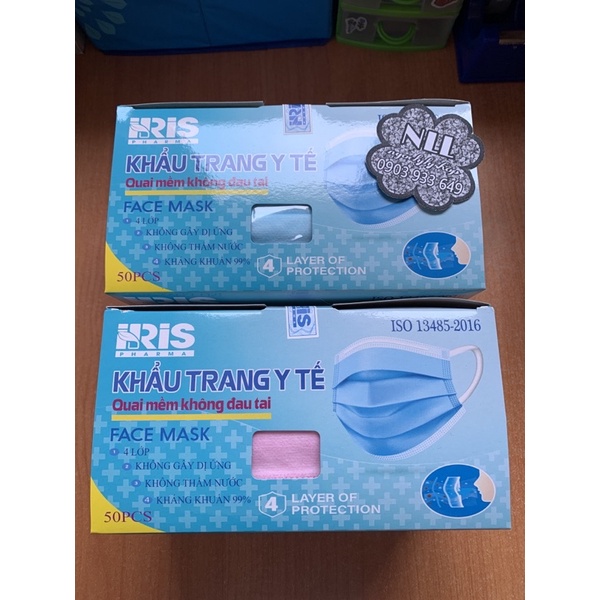 IRIS
PHARMA
KHẨU TRANG Y TẾ
Quai mềm không đau tai
FACE MASK
4 LỚP
KHÔNG GÂY DỊ ỨNG
KHÔNG THẤM NƯỚC
KHÁNG KHUẨN 99%
50PCS
4 LAYER OF
PROTECTION
NLL
0903 933 649
IRIS
PHARMA
ISO 13485-2016
KHẨU TRANG Y TẾ
Quai mềm không đau tai
FACE MASK
4 LỚP
KHÔNG GÂY DỊ ỨNG
KHÔNG THẤM NƯỚC
KHÁNG KHUẨN 99%
50PCS
4 LAYER OF
PROTECTION